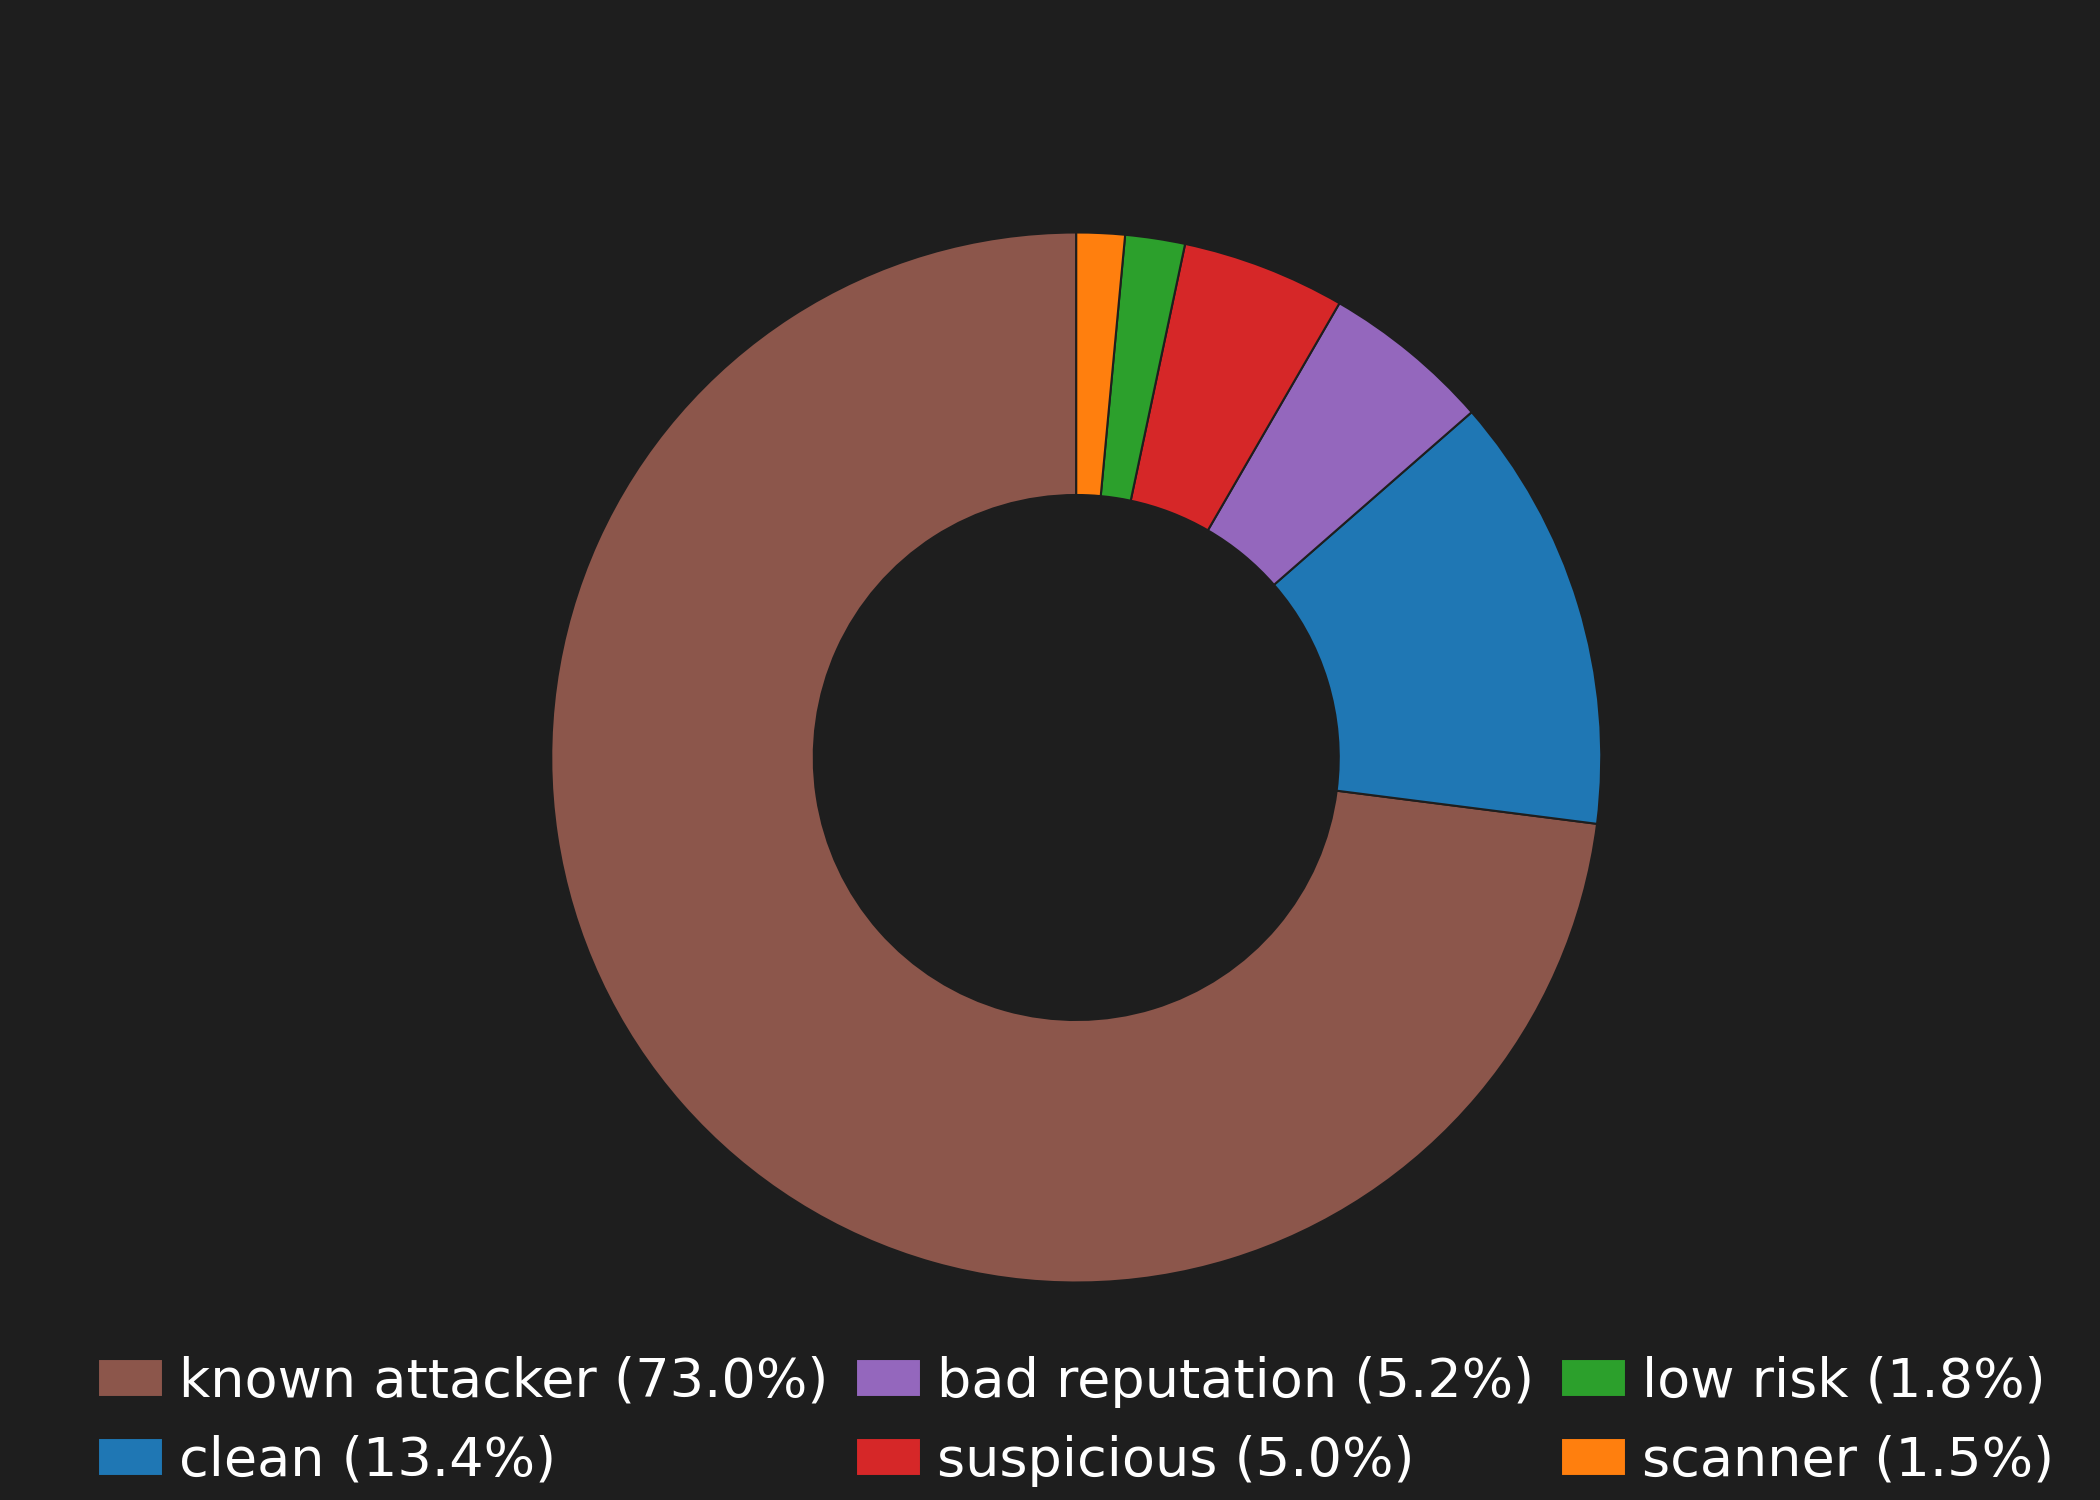 known attacker (73.0%)
clean (13.4%)
bad reputation (5.2%)
suspicious (5.0%)
low risk (1.8%)
scanner (1.5%)